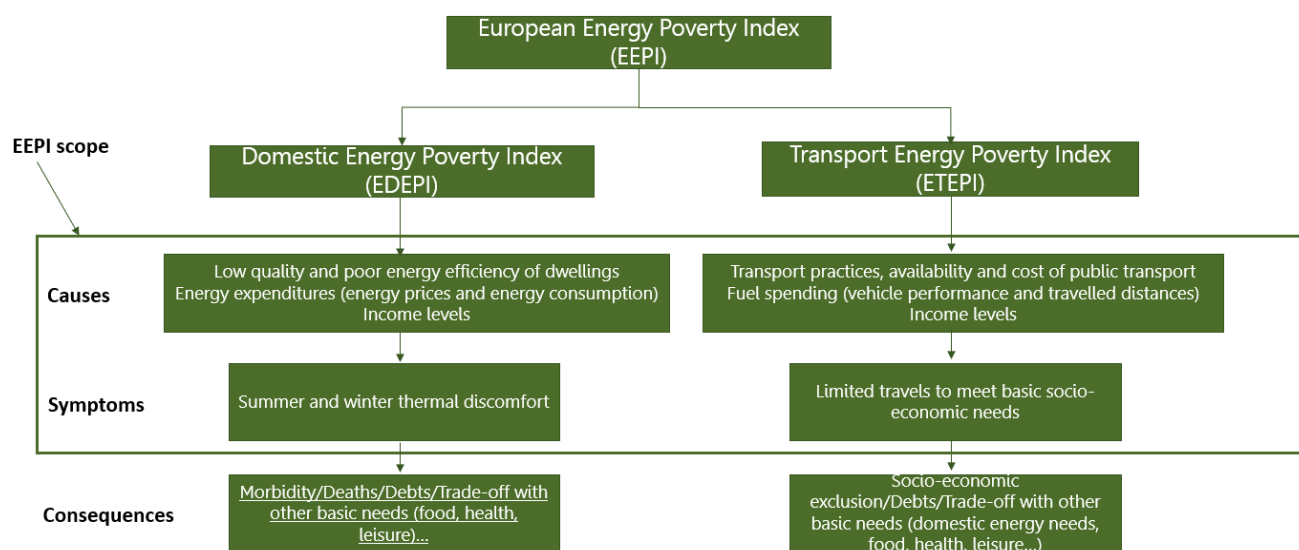 European Energy Poverty Index
(EEPI)
EEPI scope
Domestic Energy Poverty Index
(EDEPI)
Transport Energy Poverty Index
(ETEPI)
Causes
Low quality and poor energy efficiency of dwellings
Energy expenditures (energy prices and energy consumption)
Income levels
Transport practices, availability and cost of public transport
Fuel spending (vehicle performance and travelled distances)
Income levels
Symptoms
Summer and winter thermal discomfort
Limited travels to meet basic socio-
economic needs
Consequences
Morbidity/Deaths/Debts/Trade-off with
other basic needs (food, health,
leisure)...
Socio-economic
exclusion/Debts/Trade-off with other
basic needs (domestic energy needs,
food, health, leisure...)